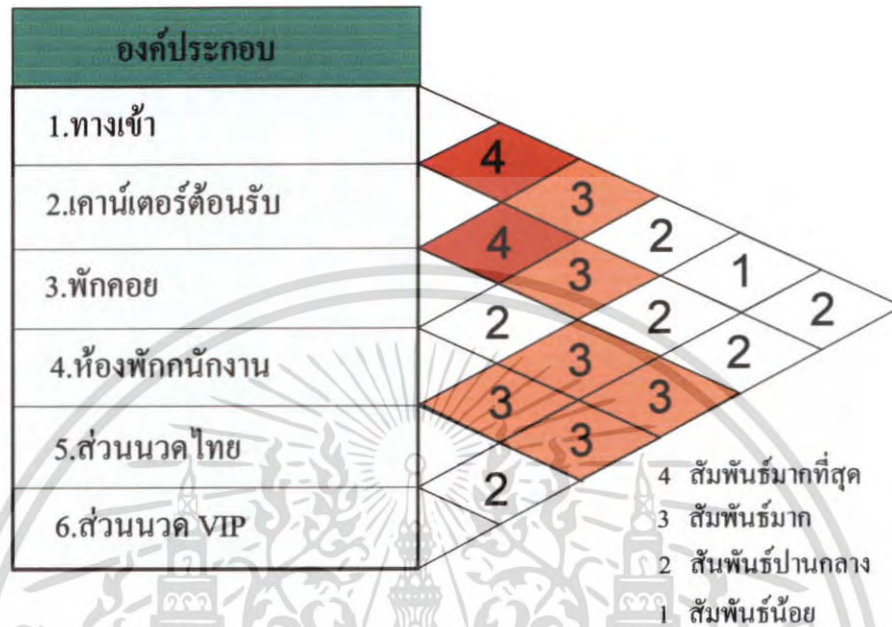 องค์ประกอบ
1.ทางเข้า
2.เคาน์เตอร์ต้อนรับ
3.พักคอย
4.ห้องพักกนักงาน
5.ส่วนนวดไทย
6.ส่วนนวด VIP
4
3
2
1
2
4
3
2
2
2
3
3
3
3
2
4 สัมพันธ์มากที่สุด
3 สัมพันธ์มาก
2 สันพันธ์ปานกลาง
1 สัมพันธ์น้อย